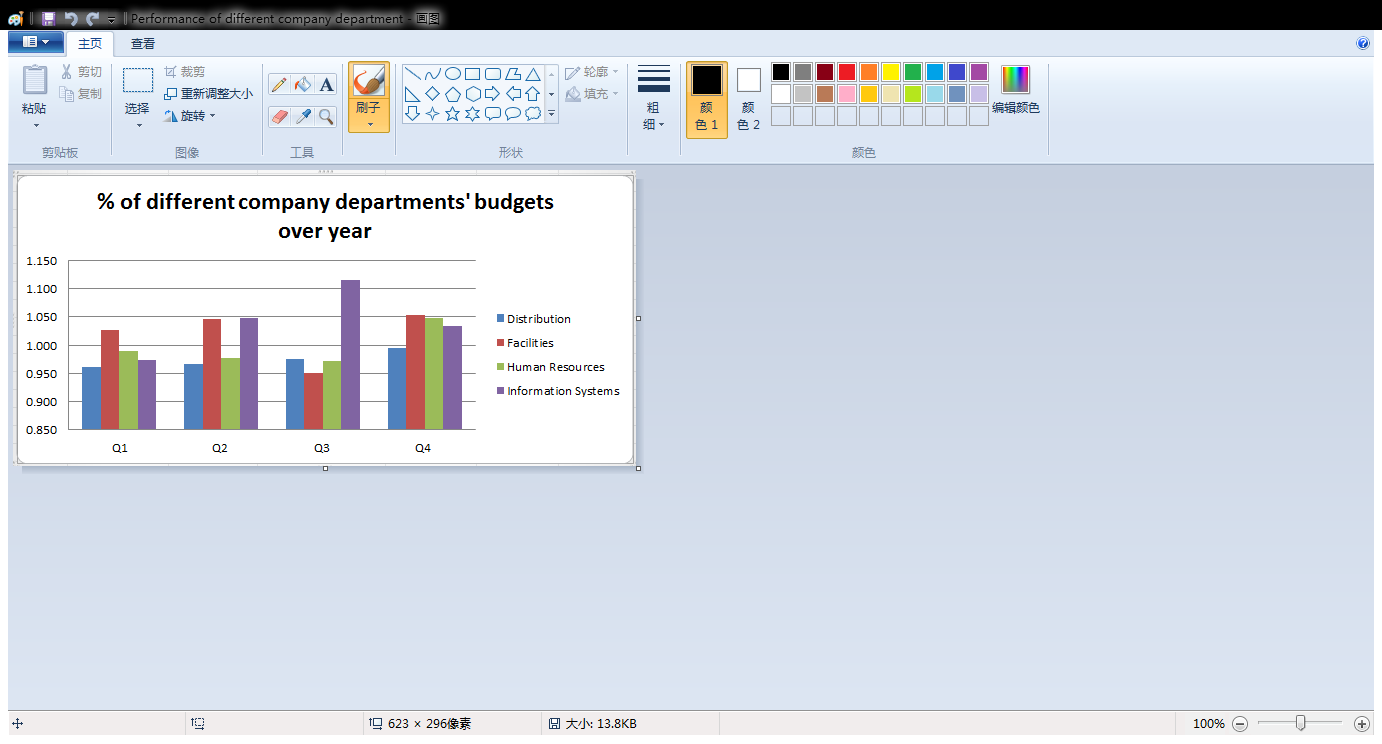 Performance of different company department - 画图
主页 查看
粘贴
剪切
复制
剪贴板
选择
裁剪
重新调整大小
旋转
图像
A
工具
刷子
形状
轮廓
填充
粗
细
颜
色 1
颜
色 2
编辑颜色
颜色
% of different company departments' budgets
over year
1.150
1.100
1.050
1.000
0.950
0.900
0.850
Q1 Q2 Q3 Q4
Distribution
Facilities
Human Resources
Information Systems
623 × 296像素
大小: 13.8KB
100%